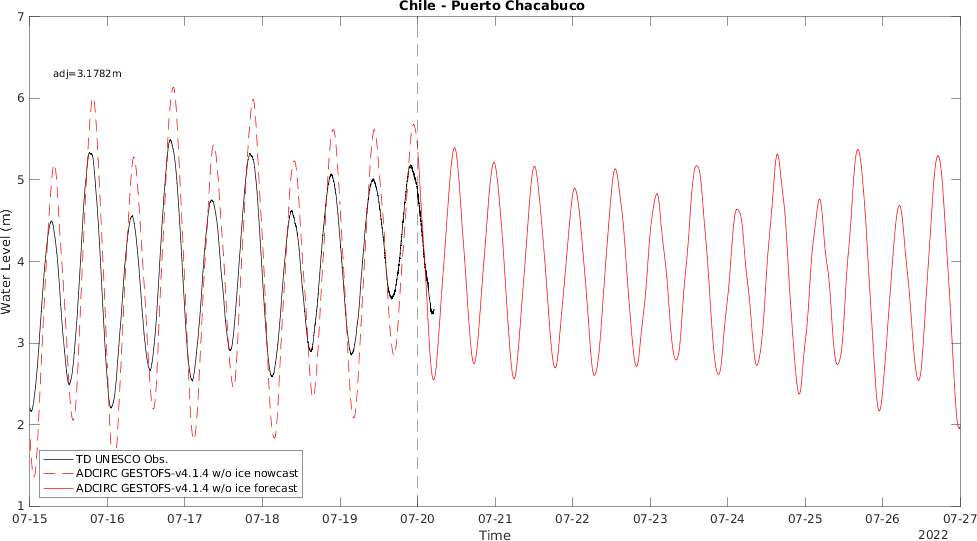 Chile - Puerto Chacabuco
7
adj=3.1782m
6
5
4
3
2
1
Water Level (m)
TD UNESCO Obs.
ADCIRC GESTOFS-v4.1.4 w/o ice nowcast
ADCIRC GESTOFS-v4.1.4 w/o ice forecast
07-15 07-16 07-17 07-18 07-19 07-20 07-21 07-22 07-23 07-24 07-25 07-26 07-27
Time
2022